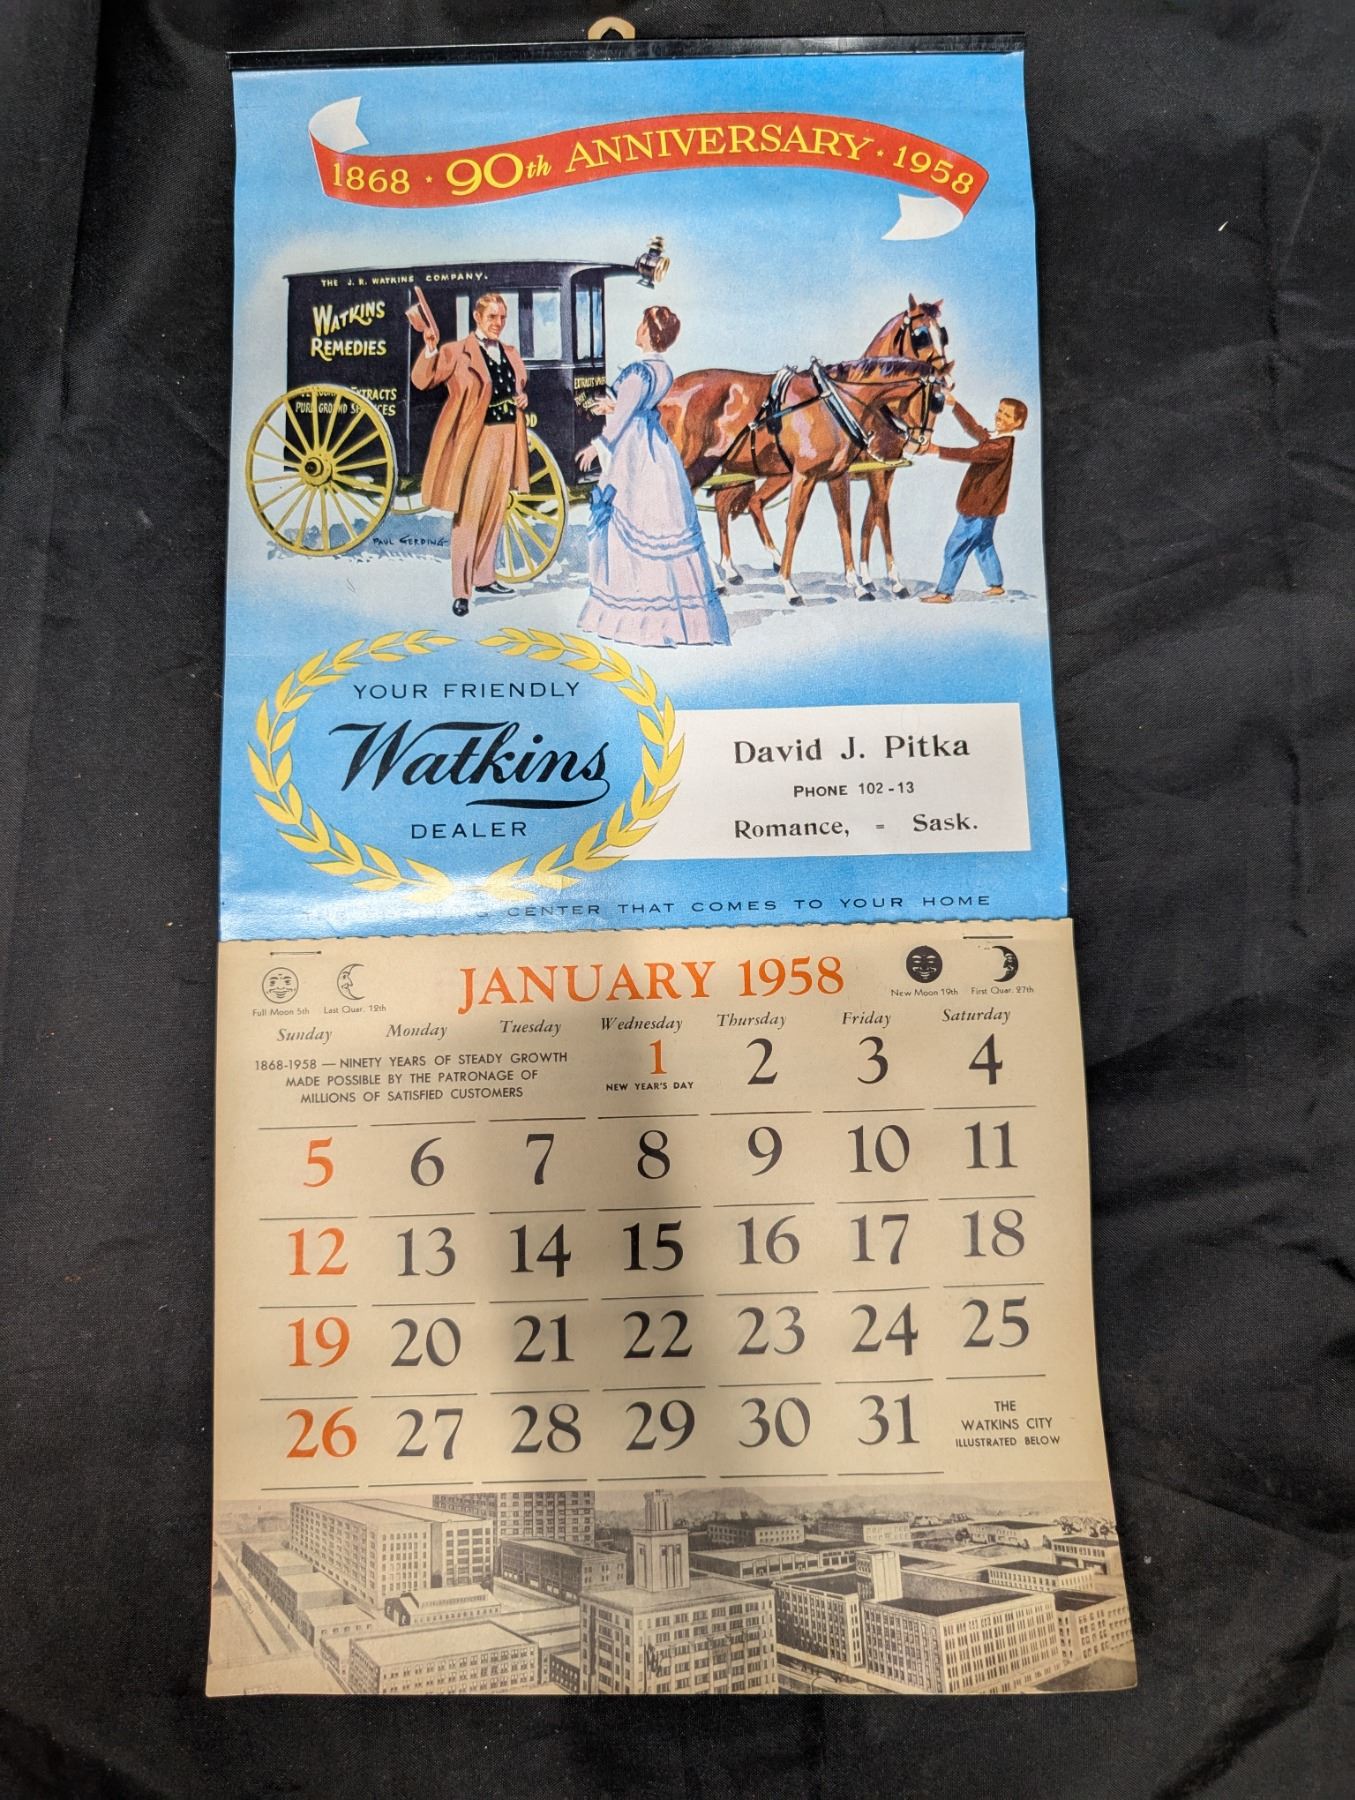 1868 · 90th ANNIVERSARY · 1958
THE J. R. WATKINS COMPANY.
WATKINS
REMEDIES
EXTRACTS
PURE GROUND SPICES
PAUL GERDING
YOUR FRIENDLY
Watkins
DEALER
David J. Pitka
PHONE 102-13
Romance, - Sask.
CENTER THAT COMES TO YOUR HOME
JANUARY 1958
Full Moon 5th Last Quar. 12th New Moon 19th First Quar. 27th
Sunday Monday Tuesday Wednesday Thursday Friday Saturday
1868-1958 — NINETY YEARS OF STEADY GROWTH
MADE POSSIBLE BY THE PATRONAGE OF
MILLIONS OF SATISFIED CUSTOMERS
1 2 3 4
NEW YEAR'S DAY
5 6 7 8 9 10 11
12 13 14 15 16 17 18
19 20 21 22 23 24 25
26 27 28 29 30 31
THE
WATKINS CITY
ILLUSTRATED BELOW